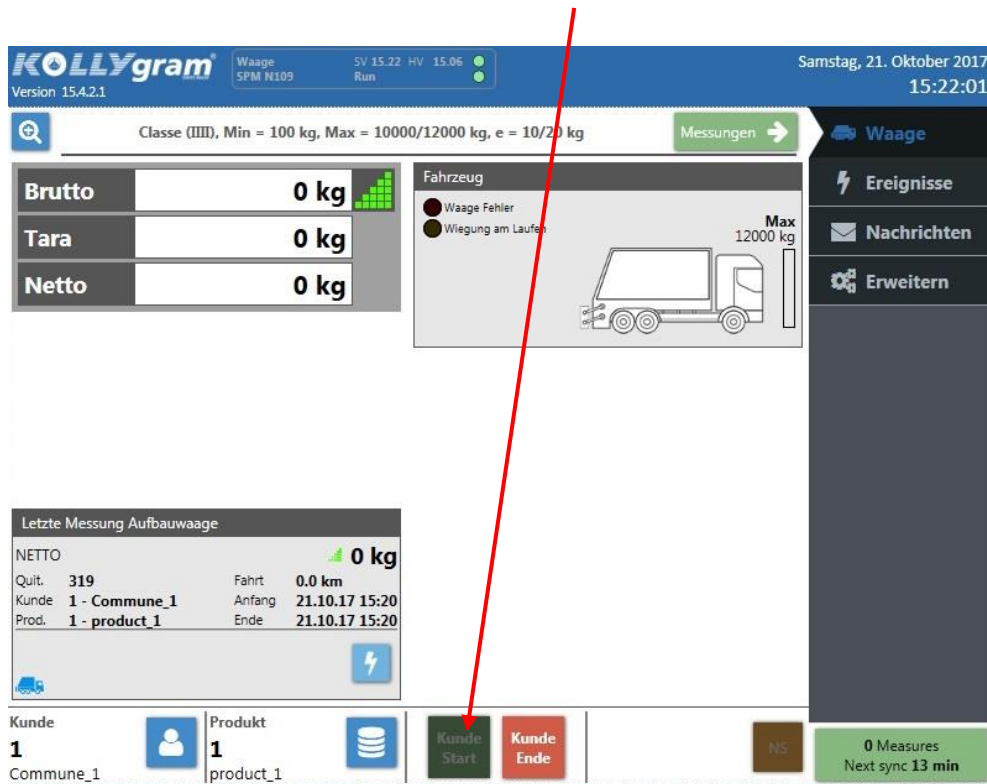 KOLLYgram
Version 15.4.2.1
Waage SV 15.22 HV 15.06
SPM N109 Run
Samstag, 21. Oktober 2017
15:22:01
Classe (IIII), Min = 100 kg, Max = 10000/12000 kg, e = 10/20 kg
Messungen
Waage
Ereignisse
Nachrichten
Erweitern
Brutto 0 kg
Tara 0 kg
Netto 0 kg
Fahrzeug
Waage Fehler
Wiegung am Laufen
Max
12000 kg
Letzte Messung Aufbauwaage
NETTO 0 kg
Quit. 319 Fahrt 0.0 km
Kunde 1 - Commune_1 Anfang 21.10.17 15:20
Prod. 1 - product_1 Ende 21.10.17 15:20
Kunde
1
Commune_1
Produkt
1
product_1
Kunde
Start
Kunde
Ende
NS
0 Measures
Next sync 13 min